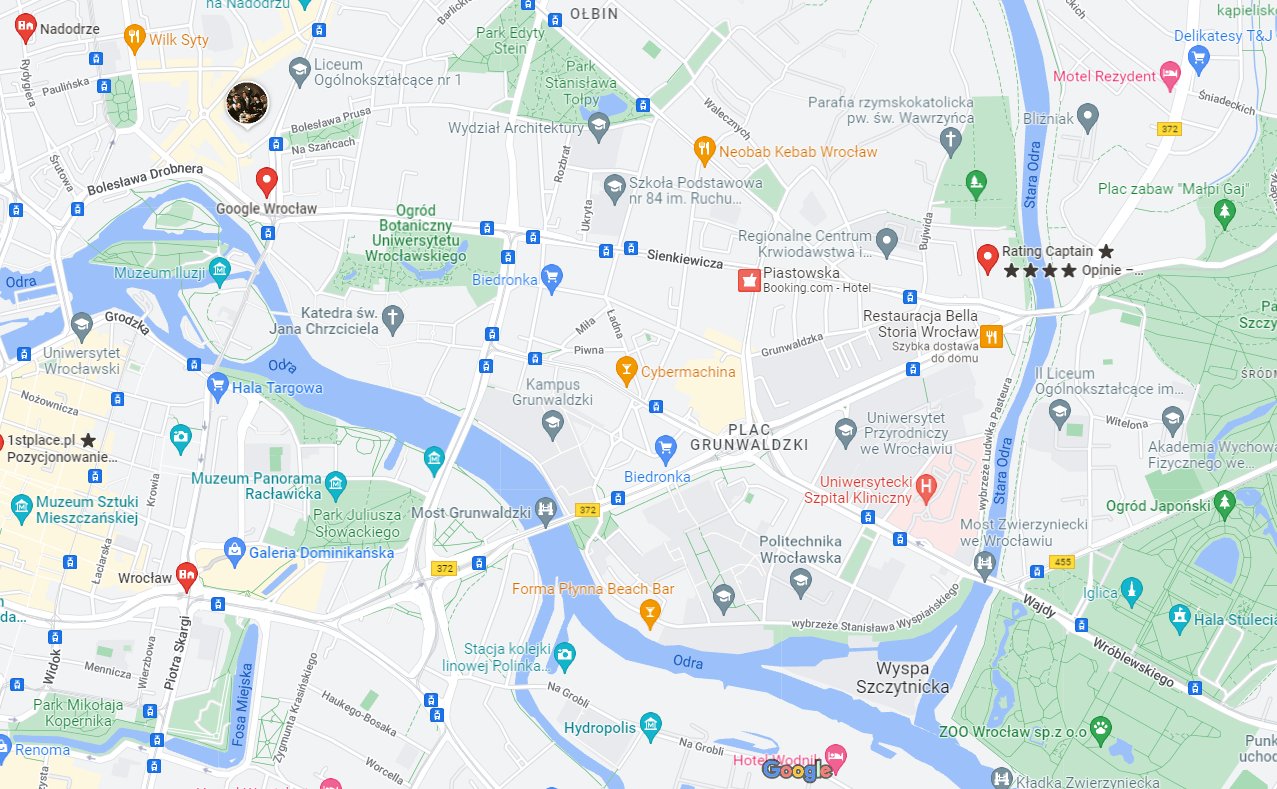 na Nadodrzu
OŁBIN
kąpielisko
Nadodrze
Wilk Syty
Barlickiego
Park Edyty
Stein
Delikatesy T&J
Liceum
Ogólnokształcące nr 1
Park
Stanisława
Tołpy
Motel Rezydent
Rydygiera
Paulińska
Walecznych
Śniadeckich
Bolesława Prusa
Parafia rzymskokatolicka
pw. św. Wawrzyńca
Bliźniak
372
Wydział Architektury
Na Szańcach
Neobab Kebab Wrocław
Śrutowa
Rozbrat
Stara Odra
Bolesława Drobnera
Szkoła Podstawowa
nr 84 im. Ruchu...
Plac zabaw "Małpi Gaj"
Google Wrocław
Ogród
Botaniczny
Uniwersytetu
Wrocławskiego
Ukryta
Bujwida
Regionalne Centrum
Krwiodawstwa i...
Sienkiewicza
Rating Captain ★
★ ★ ★ ★ Opinie –...
Muzeum Iluzji
Odra
Biedronka
Piastowska
Booking.com - Hotel
Grodzka
Katedra św.
Jana Chrzciciela
Miła
Ładna
Restauracja Bella
Storia Wrocław
Szybka dostawa
do domu
Uniwersytet
Wrocławski
Piwna
Grunwaldzka
Odra
Hala Targowa
Kampus
Grunwaldzki
Cybermachina
II Liceum
Ogólnokształcące im...
Nożownicza
wybrzeże Ludwika Pasteura
Uniwersytet
Przyrodniczy
we Wrocławiu
Witelona
1stplace.pl ★
Pozycjonowanie...
PLAC
GRUNWALDZKI
Stara Odra
Akademia Wychowa
Fizycznego we...
Krowia
Muzeum Panorama
Racławicka
Biedronka
Uniwersytecki
Szpital Kliniczny
Muzeum Sztuki
Mieszczańskiej
Park Juliusza
Słowackiego
Most Grunwaldzki
372
Ogród Japoński
Most Zwierzyniecki
we Wrocławiu
Łaciarska
Galeria Dominikańska
Politechnika
Wrocławska
455
Wrocław
372
Forma Płynna Beach Bar
Iglica
Wajdy
Hala Stulecia
wybrzeże Stanisława Wyspiańskiego
Piotra Skargi
Wierzbowa
Widok
Mennicza
Stacja kolejki
linowej Polinka...
Odra
Wróblewskiego
Wyspa
Szczytnicka
Fosa Miejska
Zygmunta Krasińskiego
Haukego-Bosaka
Na Grobli
Park Mikołaja
Kopernika
Hydropolis
Na Grobli
ZOO Wrocław sp.z o.o
Renoma
Worcella
Hotel Wodnik
Google
Kładka Zwierzyniecka